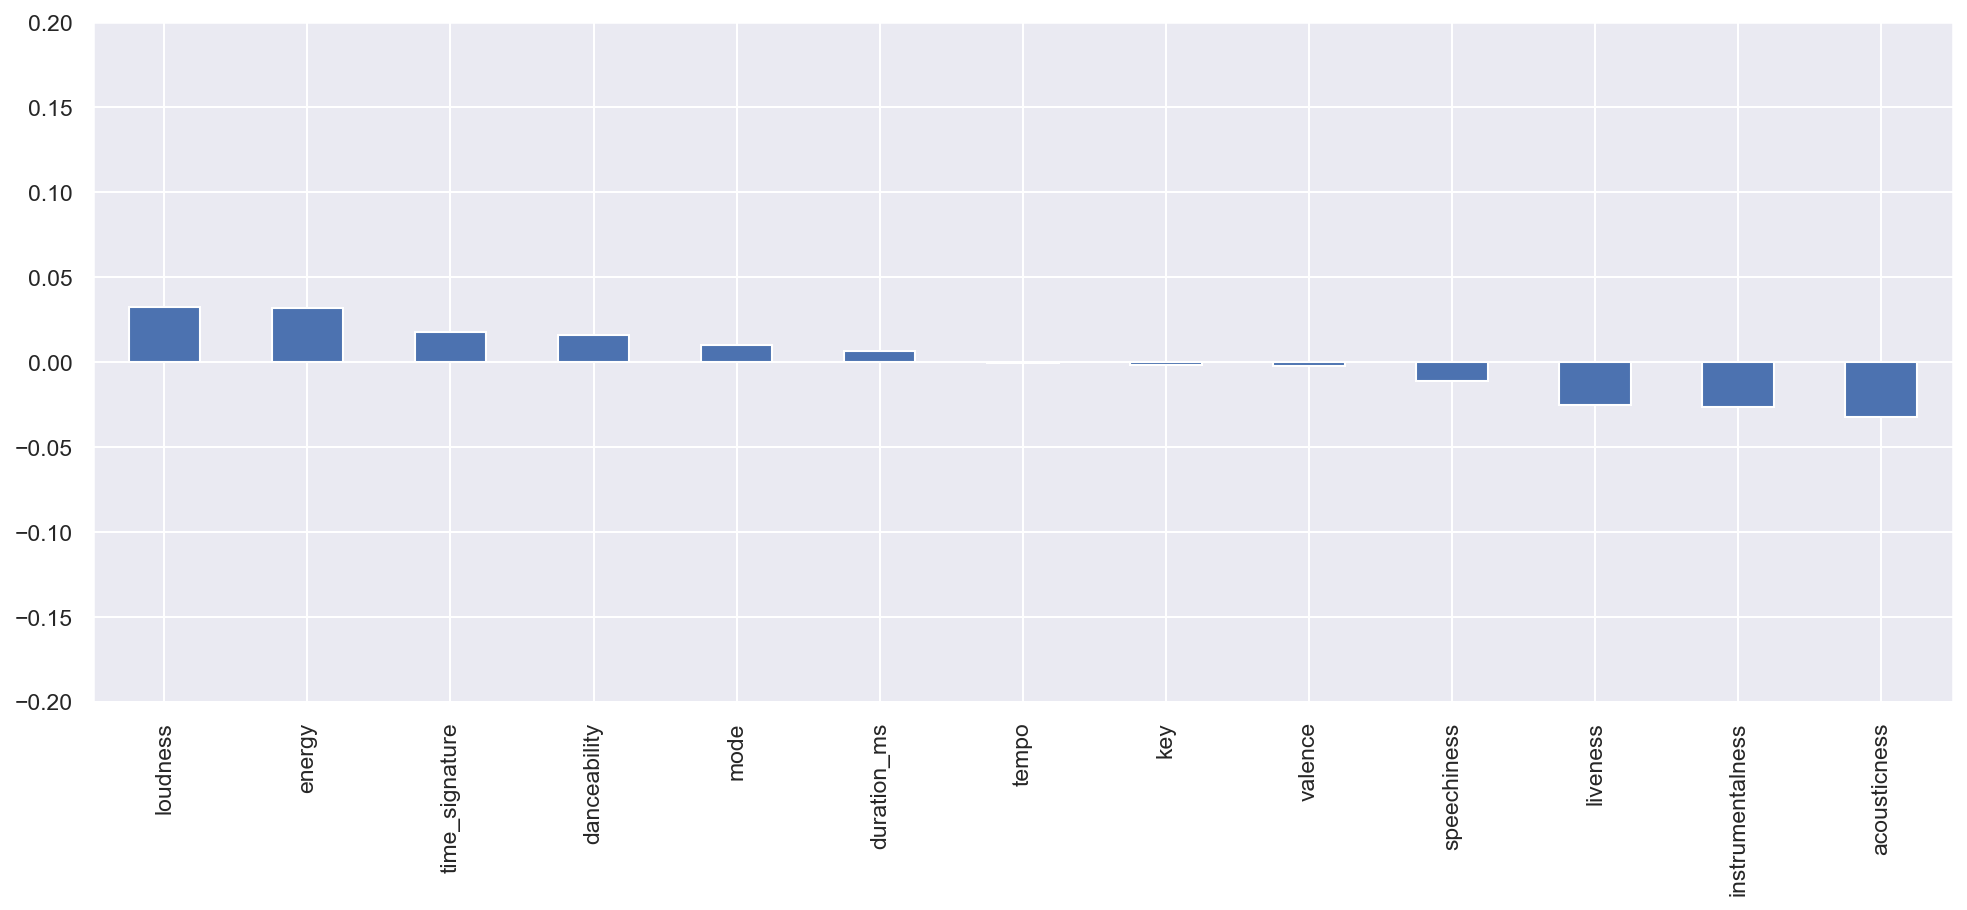 0.20
0.15
0.10
0.05
0.00
−0.05
−0.10
−0.15
−0.20
loudness
energy
time_signature
danceability
mode
duration_ms
tempo
key
valence
speechiness
liveness
instrumentalness
acousticness